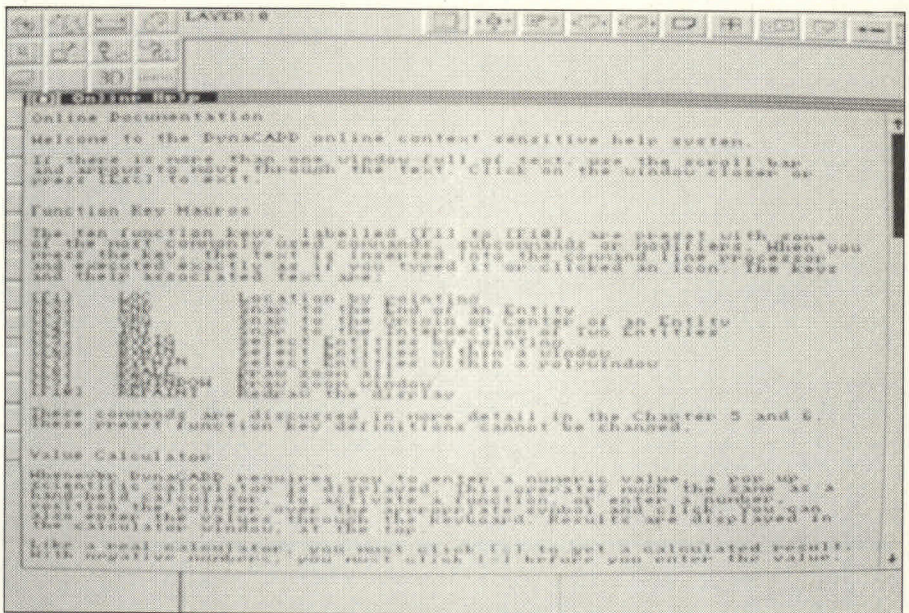 LAYER: 0
3D
Online Help
Online Documentation
Welcome to the DynaCADD online context sensitive help system.
If there is more than one window full of text, use the scroll bar
and arrows to move through the text. Click on the window closer or
press [Esc] to exit.
Function Key Macros
The ten function keys, labelled [F1] to [F10], are preset with some
of the most commonly used commands, subcommands or modifiers. When you
press the key, the text is inserted into the command line processor
and executed exactly as if you typed it or clicked an icon. The keys
and their associated text are:
[F1] LOC Location by pointing
[F2] END Snap to the End of an Entity
Snap to the Origin or Center of an Entity
Snap to the Intersection of Two Entities
Select Entities by pointing
Select Entities within a window
Select Entities within a polywindow
Draw zoom all
Draw zoom window
[F10] REPAINT Redraw the display
These commands are discussed in more detail in the Chapter 5 and 6.
These preset function key definitions cannot be changed.
Value Calculator
Whenever DynaCADD requires you to enter a numeric value, a pop up
scientific calculator is displayed. This operates much the same as a
hand-held calculator. To activate a function, or enter a number,
position the pointer over the appropriate symbol and click. You can
also enter the values through the keyboard. Results are displayed in
the calculator window, at the top.
Like a real calculator, you must click [=] to get a calculated result.
With negative numbers, you must click [-] before you enter the value.